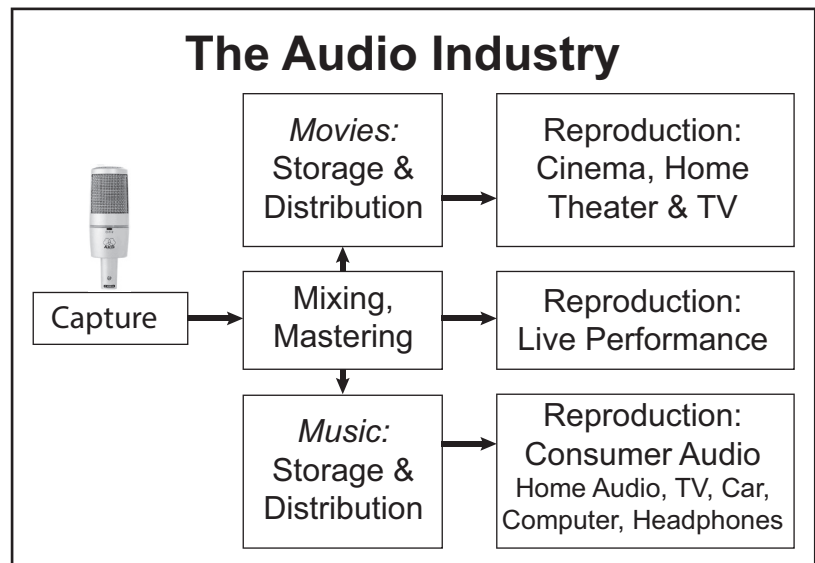 The Audio Industry
Movies:
Storage &
Distribution
Reproduction:
Cinema, Home
Theater & TV
Capture
Mixing,
Mastering
Reproduction:
Live Performance
Music:
Storage &
Distribution
Reproduction:
Consumer Audio
Home Audio, TV, Car,
Computer, Headphones